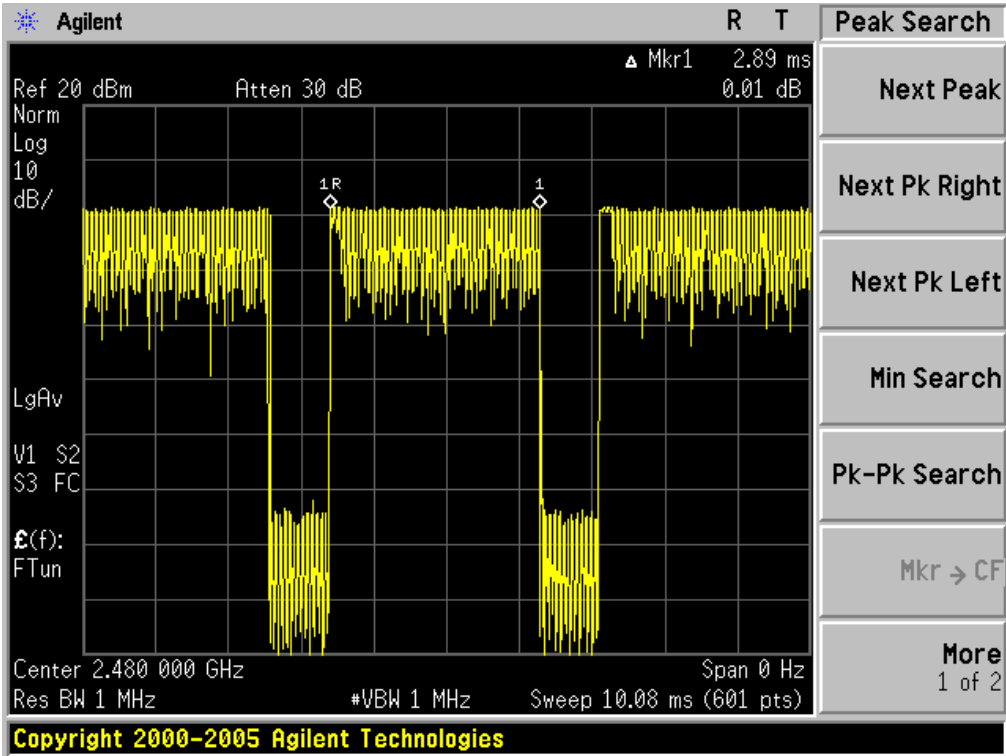 Agilent R T Peak Search
Δ Mkr1 2.89 ms
Ref 20 dBm Atten 30 dB 0.01 dB
Norm
Log
10
dB/
1R
1
LgAv
V1 S2
S3 FC
£(f):
FTun
Center 2.480 000 GHz Span 0 Hz
Res BW 1 MHz #VBW 1 MHz Sweep 10.08 ms (601 pts)
Copyright 2000-2005 Agilent Technologies
Next Peak
Next Pk Right
Next Pk Left
Min Search
Pk-Pk Search
Mkr → CF
More
1 of 2